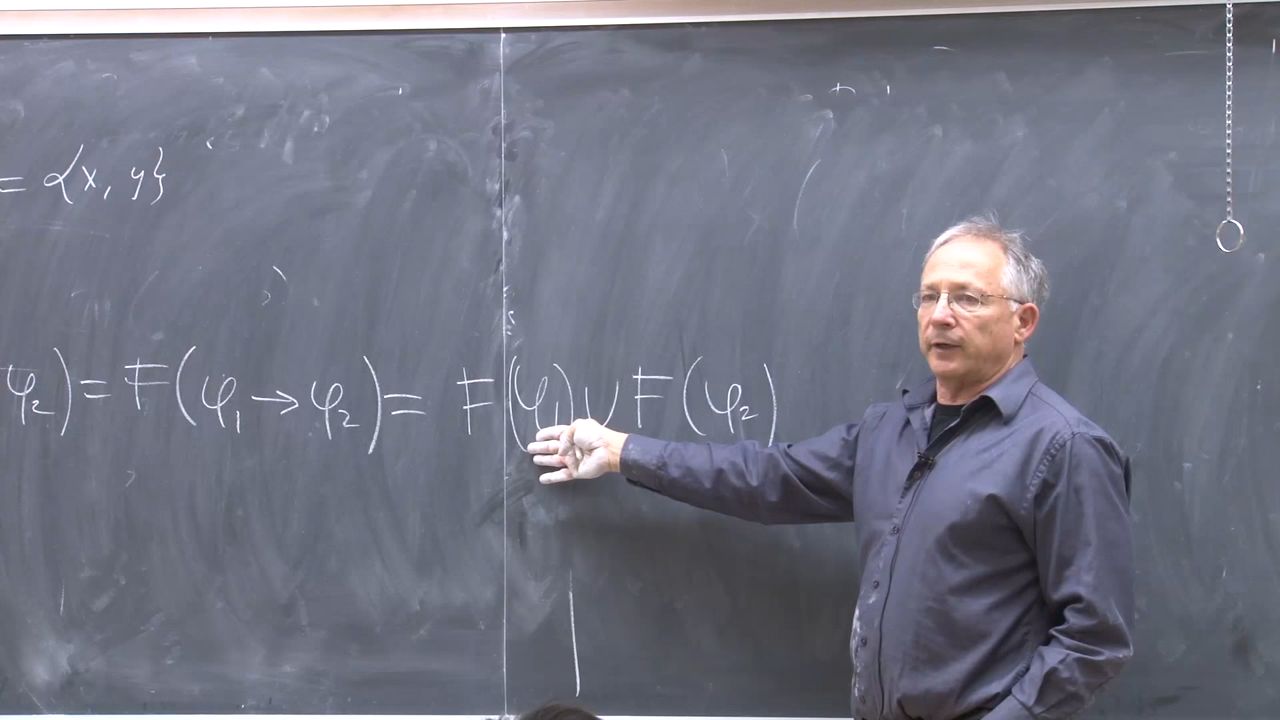 = {x, y}
φ₂) = F(φ₁ → φ₂) = F(φ₁) ∪ F(φ₂)